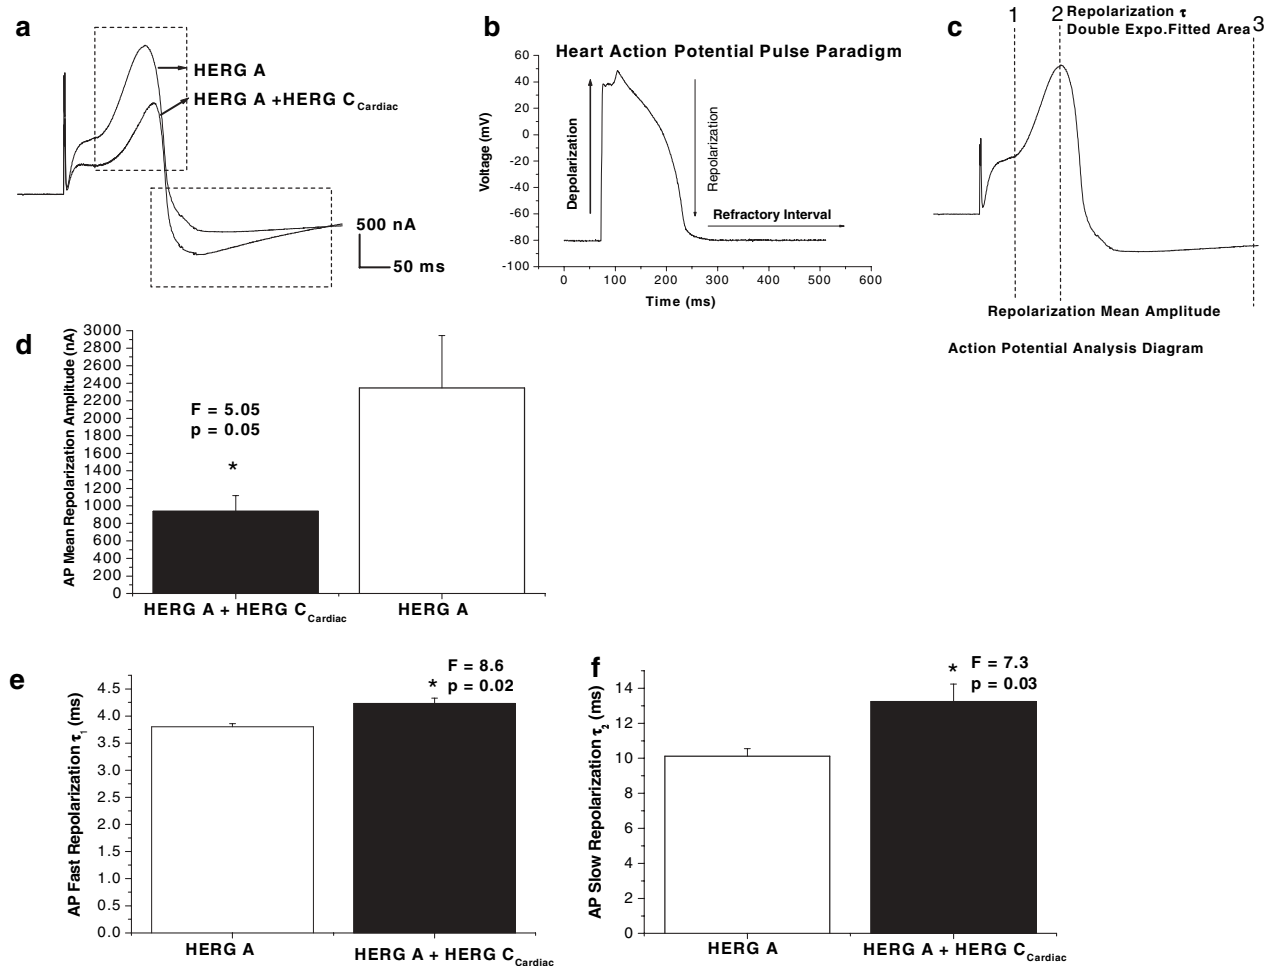 a
HERG A
HERG A +HERG C Cardiac
500 nA
50 ms
b
Heart Action Potential Pulse Paradigm
Voltage (mV)
60
40
20
0
-20
-40
-60
-80
-100
Depolarization
Repolarization
Refractory Interval
0 100 200 300 400 500 600
Time (ms)
c
1 2 3
Repolarization τ
Double Expo.Fitted Area
Repolarization Mean Amplitude
Action Potential Analysis Diagram
d
AP Mean Repolarization Amplitude (nA)
3000
2800
2600
2400
2200
2000
1800
1600
1400
1200
1000
800
600
400
200
0
F = 5.05
p = 0.05
*
HERG A + HERG C Cardiac
HERG A
e
AP Fast Repolarization τ1 (ms)
4.5
4.0
3.5
3.0
2.5
2.0
1.5
1.0
0.5
0.0
F = 8.6
* p = 0.02
HERG A
HERG A + HERG C Cardiac
f
AP Slow Repolarization τ2 (ms)
14
12
10
8
6
4
2
0
F = 7.3
* p = 0.03
HERG A
HERG A + HERG C Cardiac